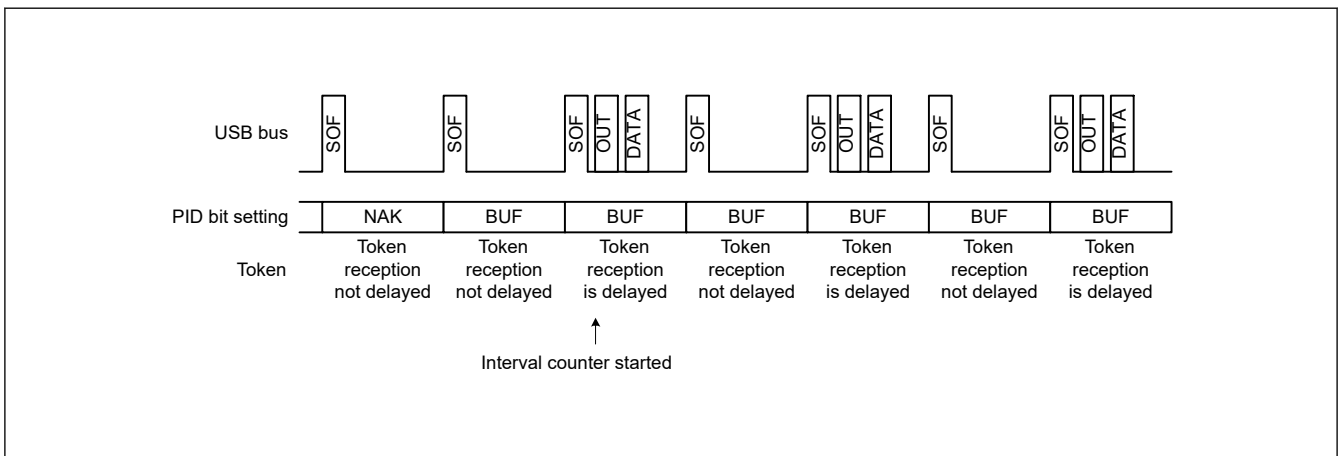 USB bus
SOF
SOF
SOF
OUT
DATA
SOF
SOF
OUT
DATA
SOF
SOF
OUT
DATA
PID bit setting
NAK
BUF
BUF
BUF
BUF
BUF
BUF
Token
Token
reception
not delayed
Token
reception
not delayed
Token
reception
is delayed
Token
reception
not delayed
Token
reception
is delayed
Token
reception
not delayed
Token
reception
is delayed
Interval counter started